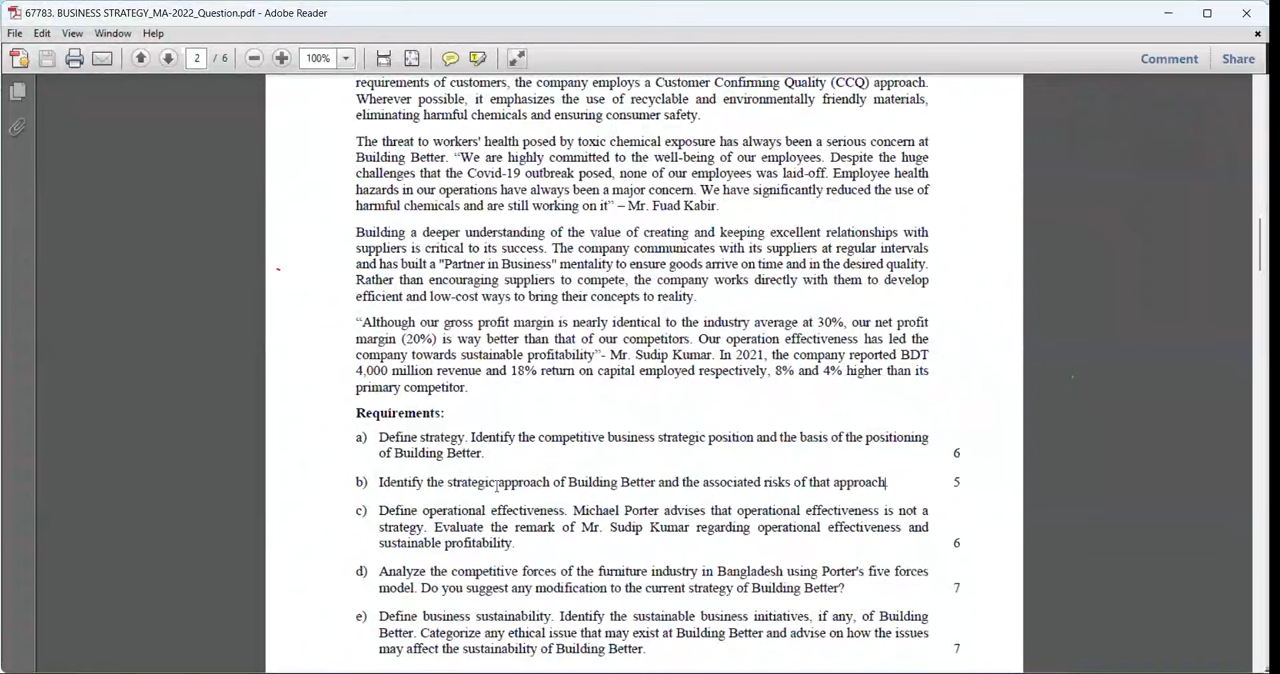 67783. BUSINESS STRATEGY_MA-2022_Question.pdf - Adobe Reader
File Edit View Window Help
2 / 6 100% Comment Share
requirements of customers, the company employs a Customer Confirming Quality (CCQ) approach.
Wherever possible, it emphasizes the use of recyclable and environmentally friendly materials,
eliminating harmful chemicals and ensuring consumer safety.
The threat to workers' health posed by toxic chemical exposure has always been a serious concern at
Building Better. “We are highly committed to the well-being of our employees. Despite the huge
challenges that the Covid-19 outbreak posed, none of our employees was laid-off. Employee health
hazards in our operations have always been a major concern. We have significantly reduced the use of
harmful chemicals and are still working on it” – Mr. Fuad Kabir.
Building a deeper understanding of the value of creating and keeping excellent relationships with
suppliers is critical to its success. The company communicates with its suppliers at regular intervals
and has built a "Partner in Business" mentality to ensure goods arrive on time and in the desired quality.
Rather than encouraging suppliers to compete, the company works directly with them to develop
efficient and low-cost ways to bring their concepts to reality.
“Although our gross profit margin is nearly identical to the industry average at 30%, our net profit
margin (20%) is way better than that of our competitors. Our operation effectiveness has led the
company towards sustainable profitability”- Mr. Sudip Kumar. In 2021, the company reported BDT
4,000 million revenue and 18% return on capital employed respectively, 8% and 4% higher than its
primary competitor.
Requirements:
a) Define strategy. Identify the competitive business strategic position and the basis of the positioning
of Building Better. 6
b) Identify the strategic approach of Building Better and the associated risks of that approach. 5
c) Define operational effectiveness. Michael Porter advises that operational effectiveness is not a
strategy. Evaluate the remark of Mr. Sudip Kumar regarding operational effectiveness and
sustainable profitability. 6
d) Analyze the competitive forces of the furniture industry in Bangladesh using Porter's five forces
model. Do you suggest any modification to the current strategy of Building Better? 7
e) Define business sustainability. Identify the sustainable business initiatives, if any, of Building
Better. Categorize any ethical issue that may exist at Building Better and advise on how the issues
may affect the sustainability of Building Better. 7